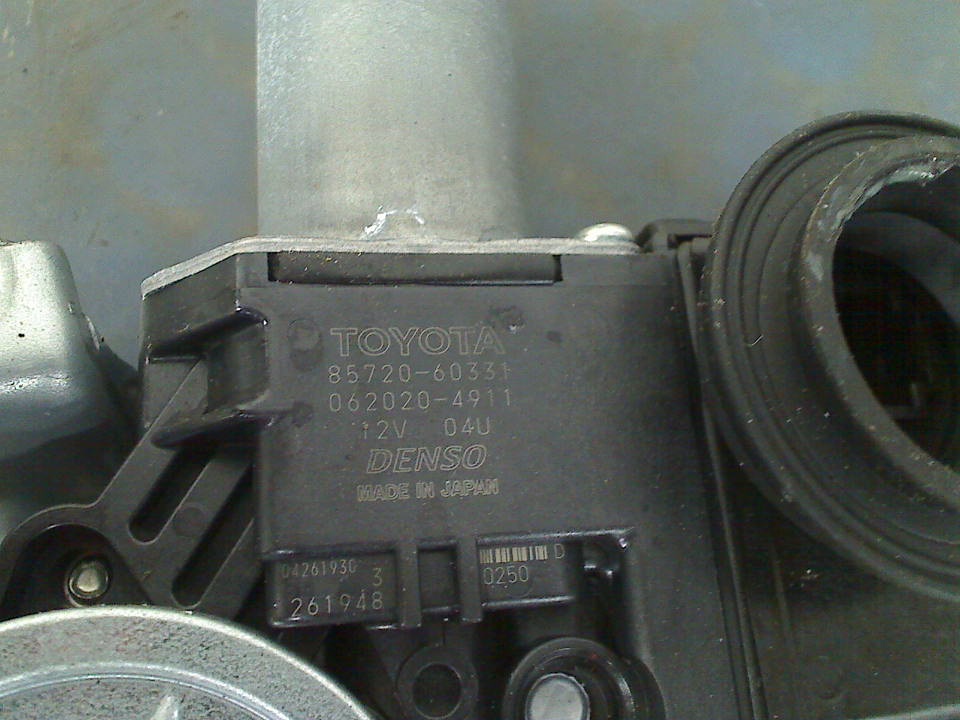 TOYOTA
85720-60331
062020-4911
12V 04U
DENSO
MADE IN JAPAN
04261930
3
261948
D
0250